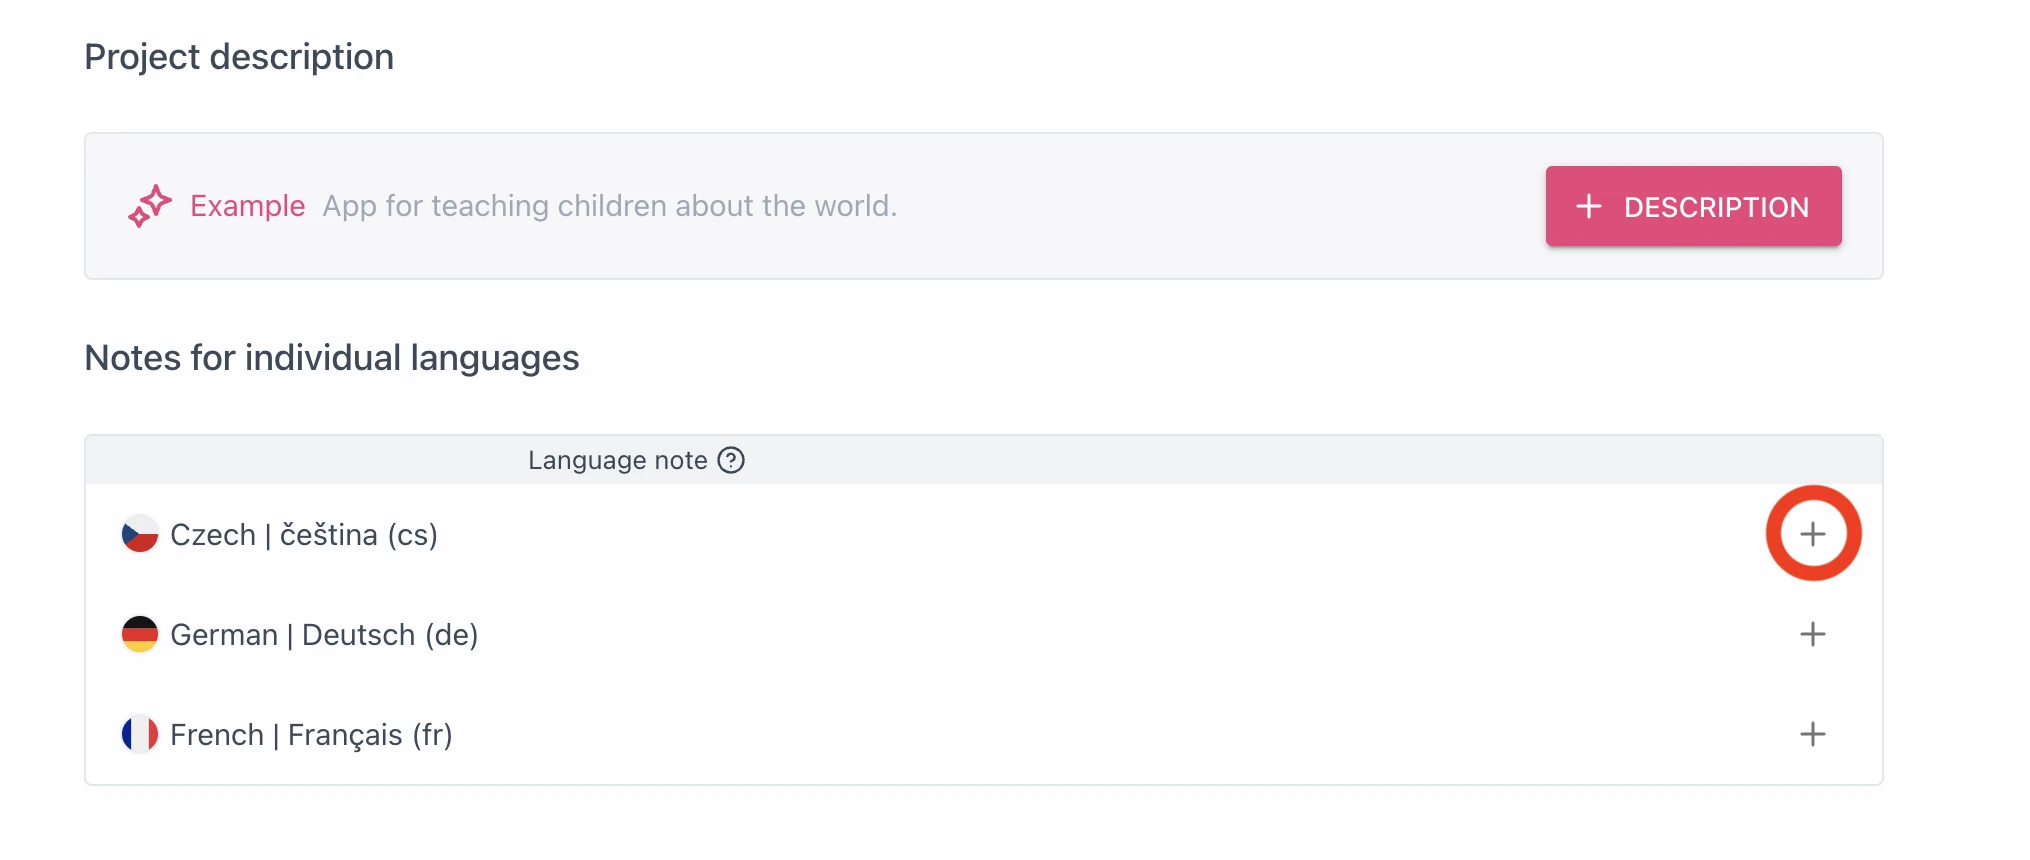 Project description
Example App for teaching children about the world.
+ DESCRIPTION
Notes for individual languages
Language note ?
Czech | čeština (cs)
German | Deutsch (de)
French | Français (fr)